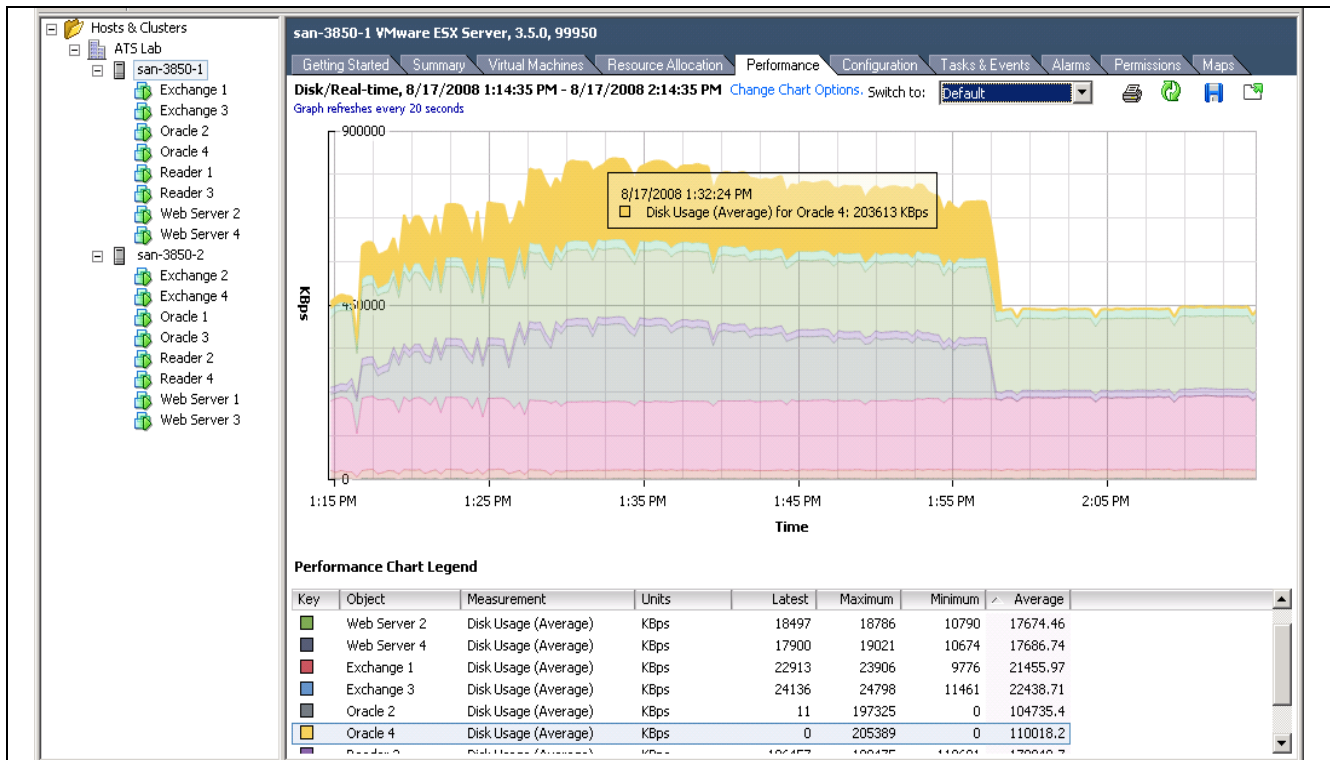 Hosts & Clusters
ATS Lab
san-3850-1
Exchange 1
Exchange 3
Oracle 2
Oracle 4
Reader 1
Reader 3
Web Server 2
Web Server 4
san-3850-2
Exchange 2
Exchange 4
Oracle 1
Oracle 3
Reader 2
Reader 4
Web Server 1
Web Server 3
san-3850-1 VMware ESX Server, 3.5.0, 99950
Getting Started Summary Virtual Machines Resource Allocation Performance Configuration Tasks & Events Alarms Permissions Maps
Disk/Real-time, 8/17/2008 1:14:35 PM - 8/17/2008 2:14:35 PM Change Chart Options. Switch to: Default
Graph refreshes every 20 seconds
900000
8/17/2008 1:32:24 PM
Disk Usage (Average) for Oracle 4: 203613 KBps
KBps
450000
0
1:15 PM 1:25 PM 1:35 PM 1:45 PM 1:55 PM 2:05 PM
Time
Performance Chart Legend
Key Object Measurement Units Latest Maximum Minimum Average
Web Server 2 Disk Usage (Average) KBps 18497 18786 10790 17674.46
Web Server 4 Disk Usage (Average) KBps 17900 19021 10674 17686.74
Exchange 1 Disk Usage (Average) KBps 22913 23906 9776 21455.97
Exchange 3 Disk Usage (Average) KBps 24136 24798 11461 22438.71
Oracle 2 Disk Usage (Average) KBps 11 197325 0 104735.4
Oracle 4 Disk Usage (Average) KBps 0 205389 0 110018.2
Disk Usage (Average) KBps